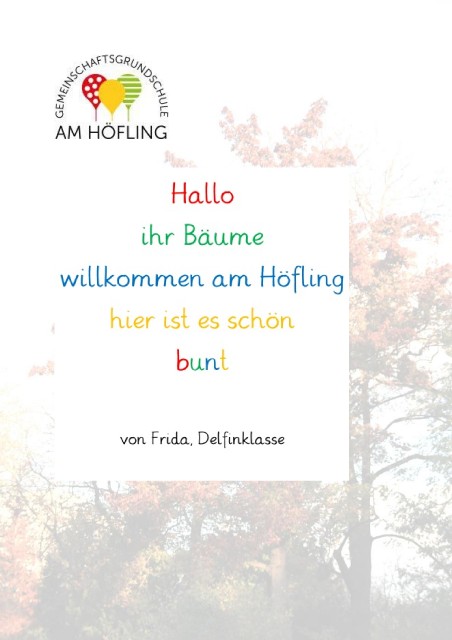 GEMEINSCHAFTSGRUNDSCHULE
AM HÖFLING
Hallo
ihr Bäume
willkommen am Höfling
hier ist es schön
bunt
von Frida, Delfinklasse